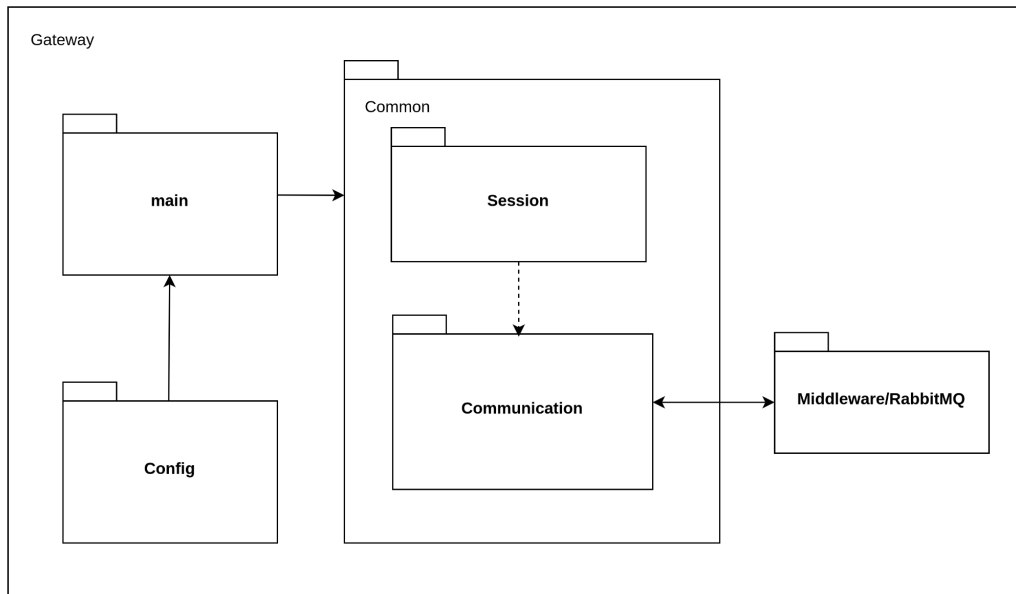 Gateway
Common
main
Session
Config
Communication
Middleware/RabbitMQ